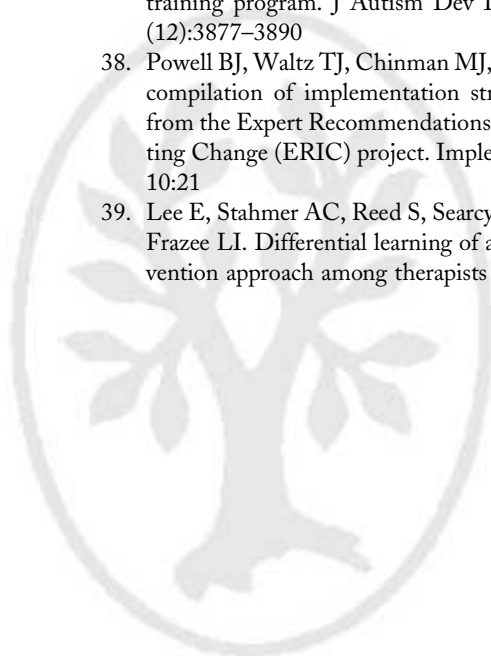 training program. J Autism Dev D
(12):3877–3890
38. Powell BJ, Waltz TJ, Chinman MJ,
compilation of implementation str
from the Expert Recommendations
ting Change (ERIC) project. Imple
10:21
39. Lee E, Stahmer AC, Reed S, Searcy
Frazee LI. Differential learning of a
vention approach among therapists